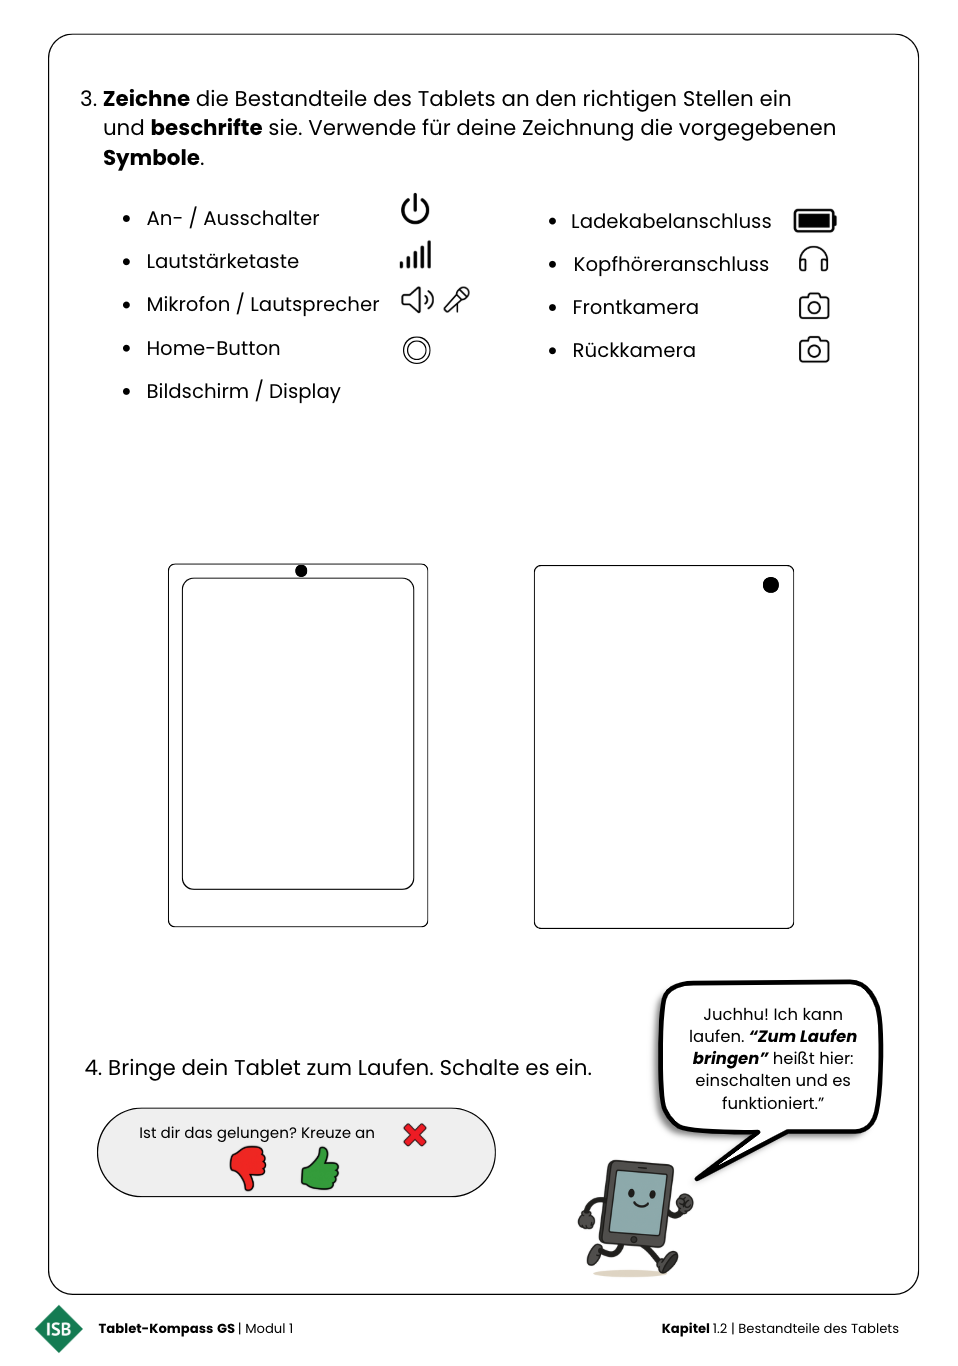 3. Zeichne die Bestandteile des Tablets an den richtigen Stellen ein
und beschrifte sie. Verwende für deine Zeichnung die vorgegebenen
Symbole.
• An- / Ausschalter
• Lautstärketaste
• Mikrofon / Lautsprecher
• Home-Button
• Bildschirm / Display
• Ladekabelanschluss
• Kopfhöreranschluss
• Frontkamera
• Rückkamera
Juchhu! Ich kann
laufen. “Zum Laufen
bringen” heißt hier:
einschalten und es
funktioniert.”
4. Bringe dein Tablet zum Laufen. Schalte es ein.
Ist dir das gelungen? Kreuze an
ISB
Tablet-Kompass GS | Modul 1
Kapitel 1.2 | Bestandteile des Tablets